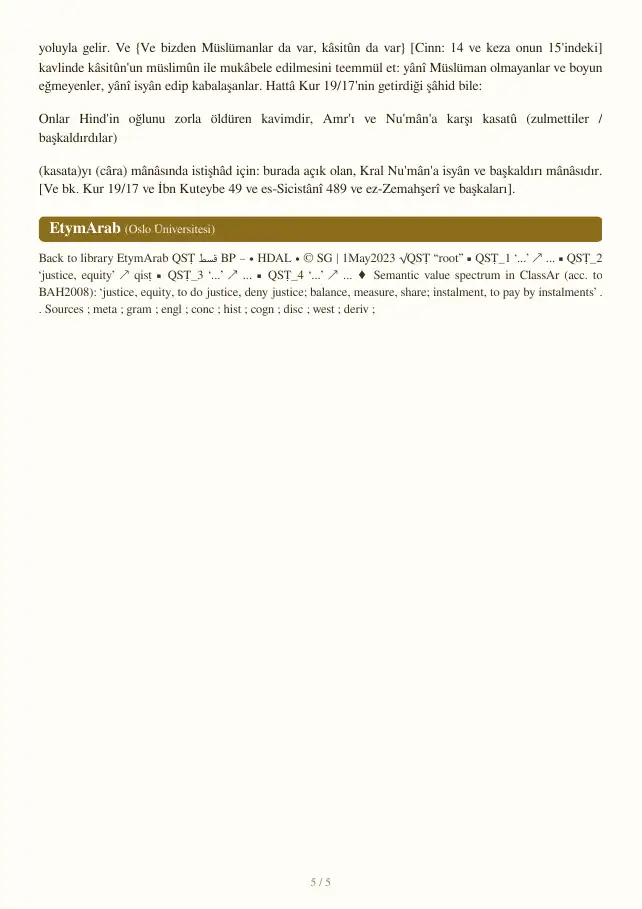 yoluyla gelir. Ve {Ve bizden Müslümanlar da var, kâsitûn da var} [Cinn: 14 ve keza onun 15'indeki]
kavlinde kâsitûn'un müslimûn ile mukâbele edilmesini teemmül et: yânî Müslüman olmayanlar ve boyun
eğmeyenler, yânî isyân edip kabalaşanlar. Hattâ Kur 19/17'nin getirdiği şâhid bile:
Onlar Hind'in oğlunu zorla öldüren kavimdir, Amr'ı ve Nu'mân'a karşı kasatû (zulmettiler /
başkaldırdılar)
(kasata)yı (câra) mânâsında istişhâd için: burada açık olan, Kral Nu'mân'a isyân ve başkaldırı mânâsıdır.
[Ve bk. Kur 19/17 ve İbn Kuteybe 49 ve es-Sicistânî 489 ve ez-Zemahşerî ve başkaları].
EtymArab (Oslo Üniversitesi)
Back to library EtymArab QSṬ قسط BP – • HDAL • © SG | 1May2023 √QSṬ “root” ▪ QSṬ_1 ‘...’ ↗ ... ▪ QSṬ_2
‘justice, equity’ ↗ qisṭ ▪ QSṬ_3 ‘...’ ↗ ... ▪ QSṬ_4 ‘...’ ↗ ... ♦ Semantic value spectrum in ClassAr (acc. to
BAH2008): ‘justice, equity, to do justice, deny justice; balance, measure, share; instalment, to pay by instalments’ .
. Sources ; meta ; gram ; engl ; conc ; hist ; cogn ; disc ; west ; deriv ;
5 / 5